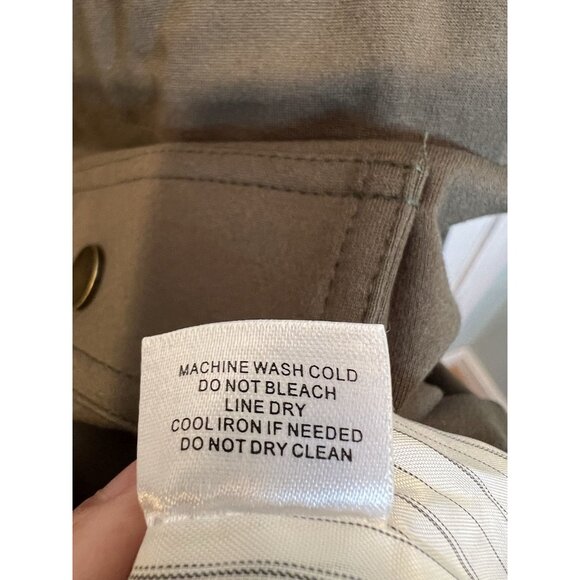 MACHINE WASH COLD
DO NOT BLEACH
LINE DRY
COOL IRON IF NEEDED
DO NOT DRY CLEAN